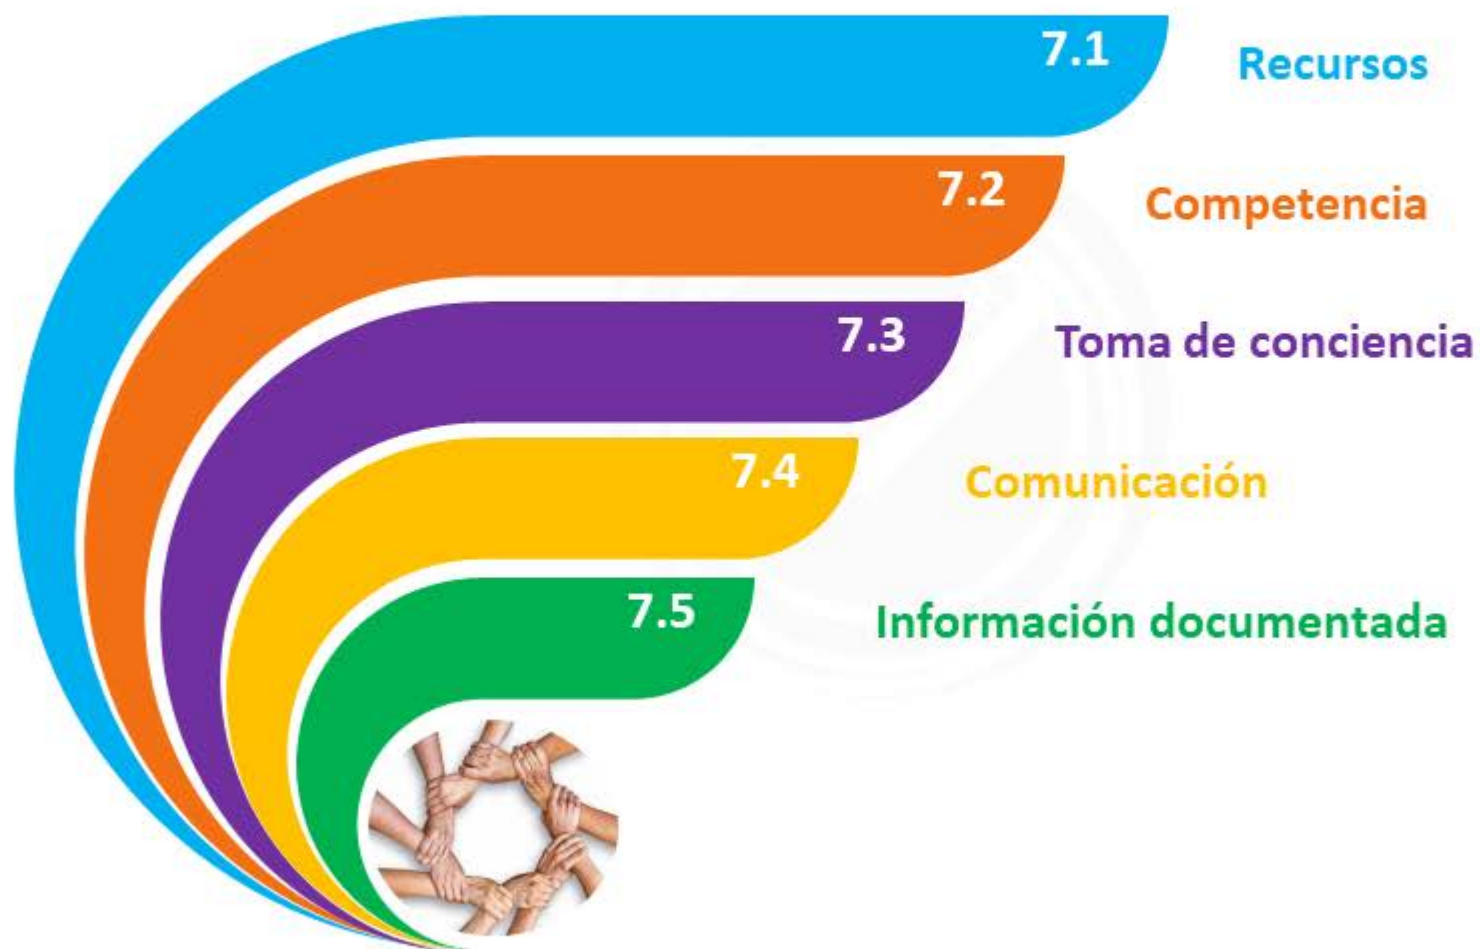 7.1 Recursos
7.2 Competencia
7.3 Toma de conciencia
7.4 Comunicación
7.5 Información documentada